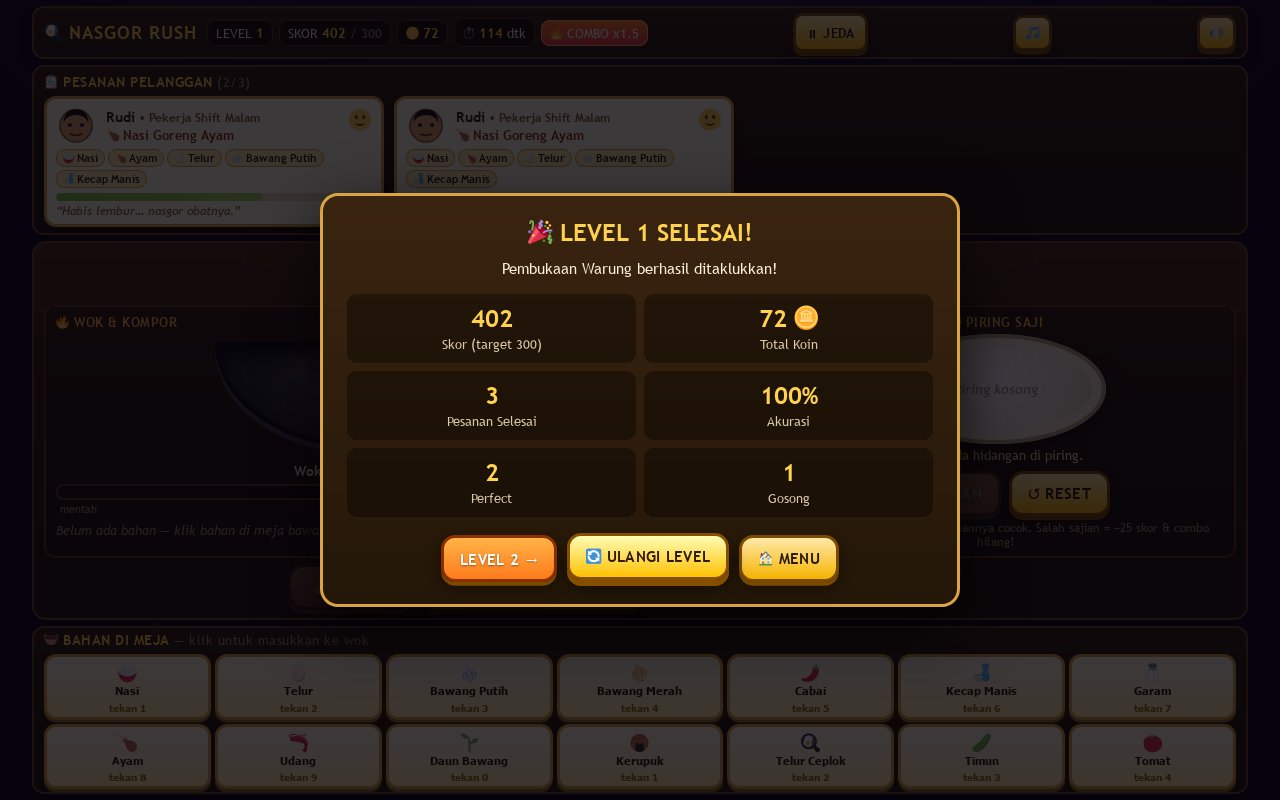 NASGOR RUSH LEVEL 1 SKOR 402 / 300 72 114 dtk COMBO x1.5 JEDA
PESANAN PELANGGAN (2/3)
Rudi • Pekerja Shift Malam
Nasi Goreng Ayam
Nasi Ayam Telur Bawang Putih
Kecap Manis
“Habis lembur… nasgor obatnya.”
Rudi • Pekerja Shift Malam
Nasi Goreng Ayam
Nasi Ayam Telur Bawang Putih
Kecap Manis
LEVEL 1 SELESAI!
Pembukaan Warung berhasil ditaklukkan!
402
Skor (target 300)
72
Total Koin
3
Pesanan Selesai
100%
Akurasi
2
Perfect
1
Gosong
LEVEL 2 →
ULANGI LEVEL
MENU
WOK & KOMPOR
Wok
mentah
Belum ada bahan — klik bahan di meja bawa
PIRING SAJI
iring kosong
hidangan di piring.
AN
↺ RESET
annya cocok. Salah sajian = −25 skor & combo
hilang!
BAHAN DI MEJA — klik untuk masukkan ke wok
Nasi
tekan 1
Telur
tekan 2
Bawang Putih
tekan 3
Bawang Merah
tekan 4
Cabai
tekan 5
Kecap Manis
tekan 6
Garam
tekan 7
Ayam
tekan 8
Udang
tekan 9
Daun Bawang
tekan 0
Kerupuk
tekan 1
Telur Ceplok
tekan 2
Timun
tekan 3
Tomat
tekan 4